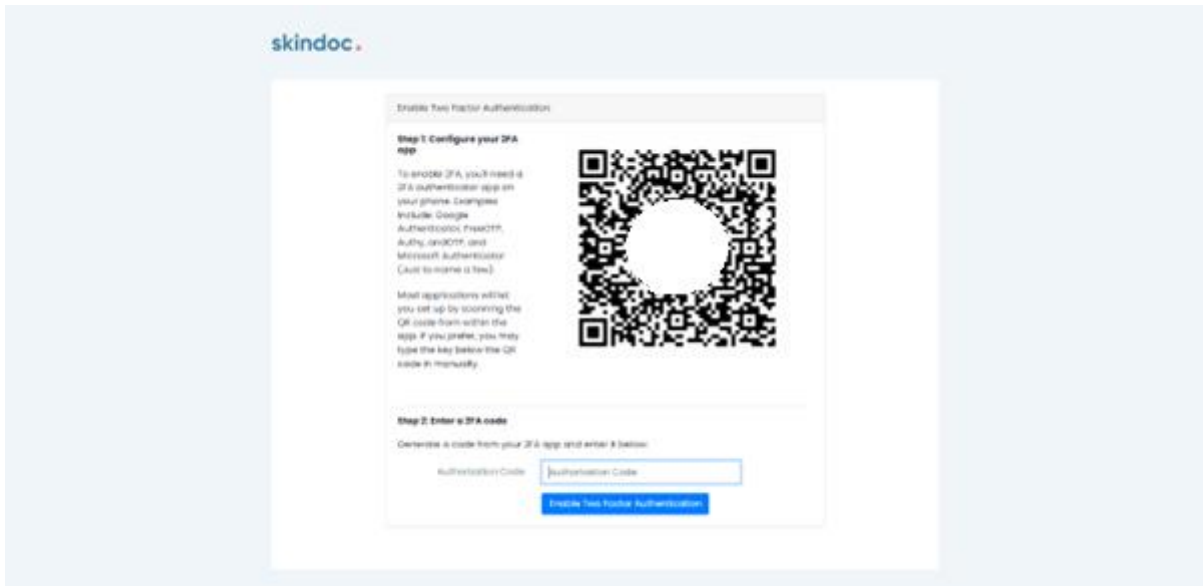 skindoc.
Enable Two Factor Authentication
Step 1: Configure your 2FA
app
To enable 2FA, you'll need a
2FA authenticator app on
your phone. Examples
include: Google
Authenticator, FreeOTP,
Authy, andOTP, and
Microsoft Authenticator
(Just to name a few).
Most applications will let
you set up by scanning the
QR code from within the
app. If you prefer, you may
type the key below the QR
code in manually.
Step 2: Enter a 2FA code
Generate a code from your 2FA app and enter it below:
Authorization Code
Authorization Code
Enable Two Factor Authentication